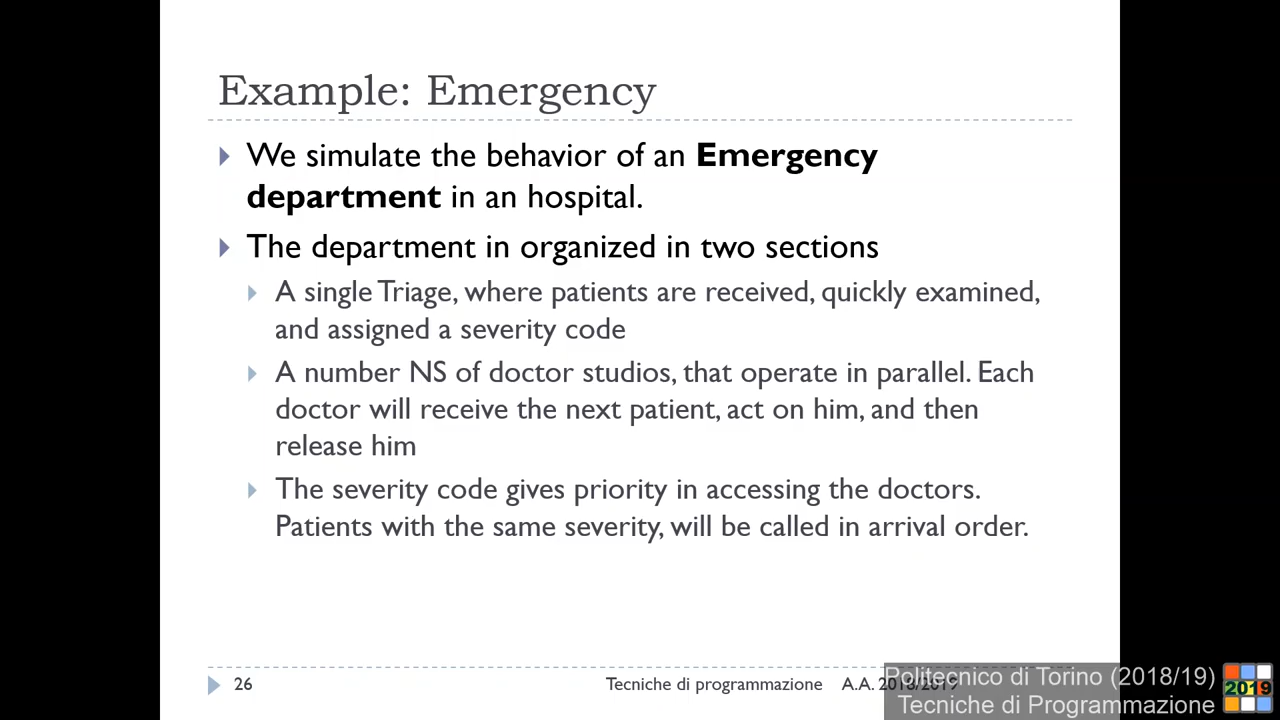 Example: Emergency
We simulate the behavior of an Emergency
department in an hospital.
The department in organized in two sections
A single Triage, where patients are received, quickly examined,
and assigned a severity code
A number NS of doctor studios, that operate in parallel. Each
doctor will receive the next patient, act on him, and then
release him
The severity code gives priority in accessing the doctors.
Patients with the same severity, will be called in arrival order.
26
Tecniche di programmazione A.A. 2018/2019
Politecnico di Torino (2018/19)
Tecniche di Programmazione
2019